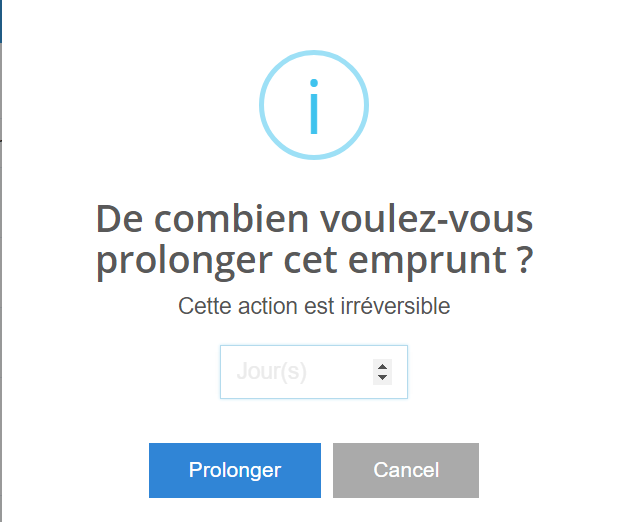 De combien voulez-vous
prolonger cet emprunt ?
Cette action est irréversible
Jour(s)
Prolonger
Cancel